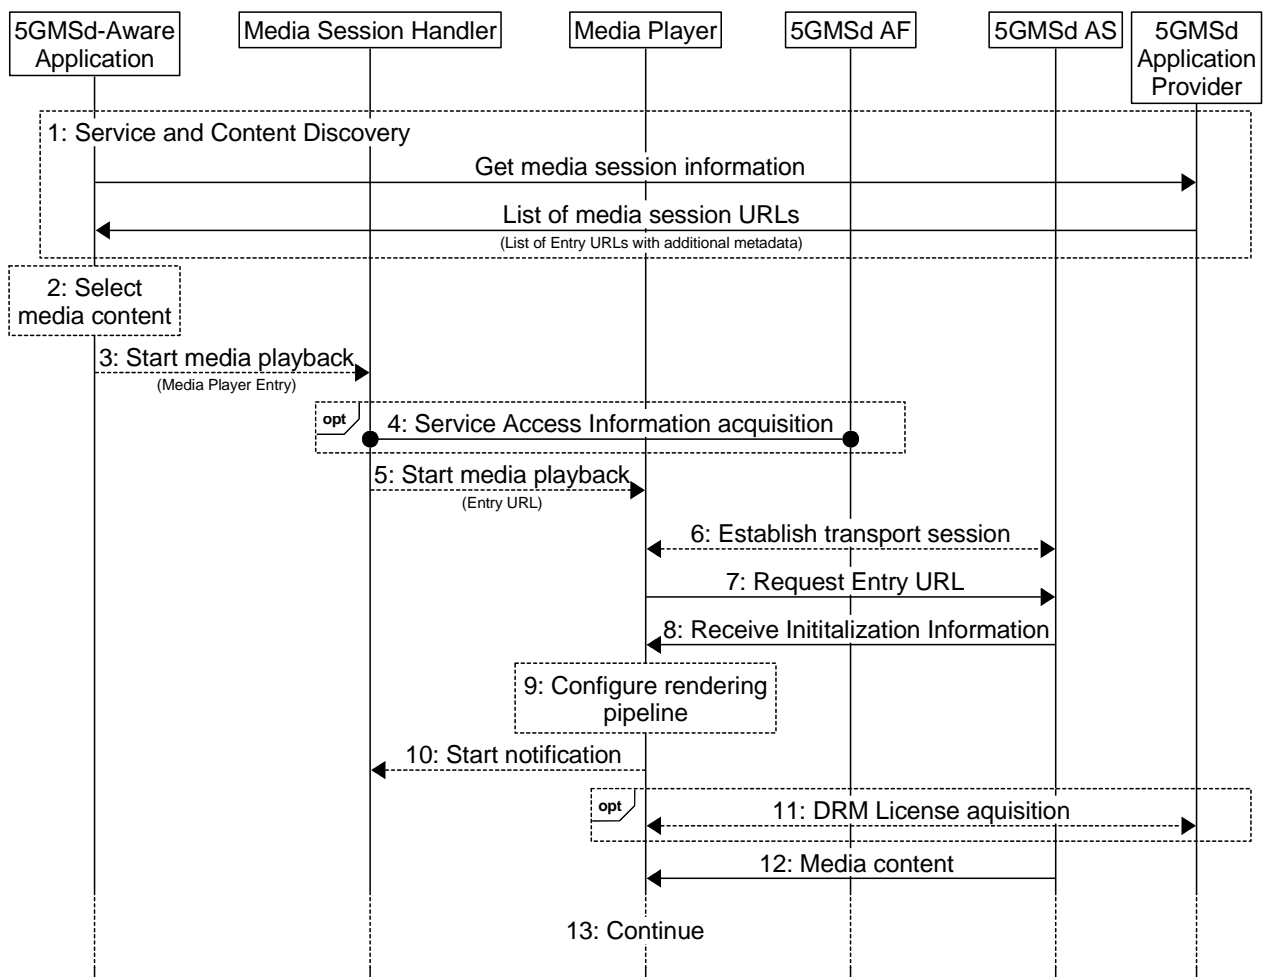 5GMSd-Aware
Application
Media Session Handler
Media Player
5GMSd AF
5GMSd AS
5GMSd
Application
Provider
1: Service and Content Discovery
Get media session information
List of media session URLs
(List of Entry URLs with additional metadata)
2: Select
media content
3: Start media playback
(Media Player Entry)
opt
4: Service Access Information acquisition
5: Start media playback
(Entry URL)
6: Establish transport session
7: Request Entry URL
8: Receive Inititalization Information
9: Configure rendering
pipeline
10: Start notification
opt
11: DRM License aquisition
12: Media content
13: Continue